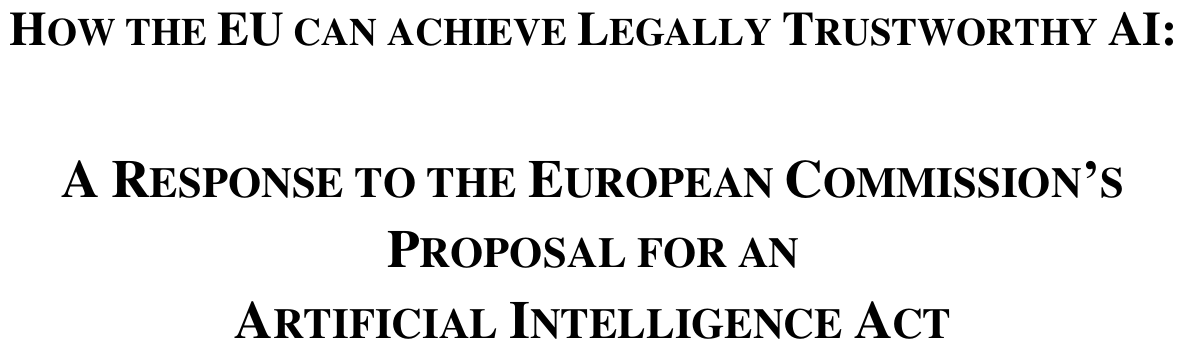 HOW THE EU CAN ACHIEVE LEGALLY TRUSTWORTHY AI:
A RESPONSE TO THE EUROPEAN COMMISSION’S
PROPOSAL FOR AN
ARTIFICIAL INTELLIGENCE ACT